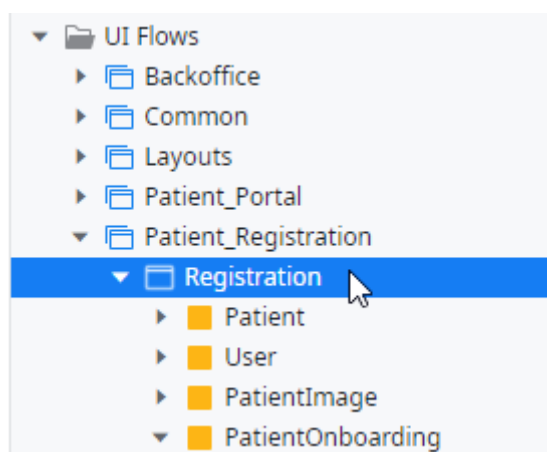 UI Flows
Backoffice
Common
Layouts
Patient_Portal
Patient_Registration
Registration
Patient
User
PatientImage
PatientOnboarding